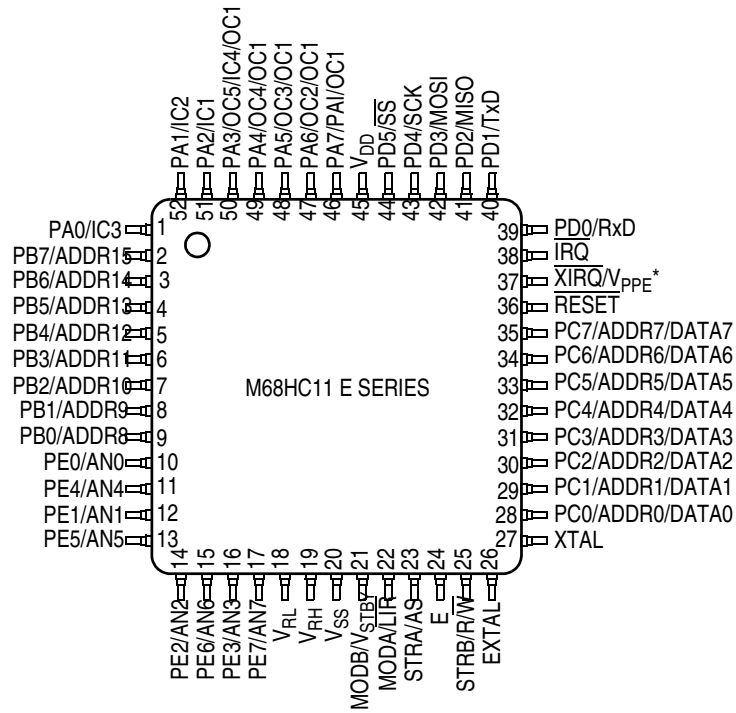 PA1/IC2
PA2/IC1
PA3/OC5/IC4/OC1
PA4/OC4/OC1
PA5/OC3/OC1
PA6/OC2/OC1
PA7/PAI/OC1
VDD
PD5/SS
PD4/SCK
PD3/MOSI
PD2/MISO
PD1/TxD
52
51
50
49
48
47
46
45
44
43
42
41
40
PA0/IC3 1
PB7/ADDR15 2
PB6/ADDR14 3
PB5/ADDR13 4
PB4/ADDR12 5
PB3/ADDR11 6
PB2/ADDR10 7
PB1/ADDR9 8
PB0/ADDR8 9
PE0/AN0 10
PE4/AN4 11
PE1/AN1 12
PE5/AN5 13
M68HC11 E SERIES
39 PD0/RxD
38 IRQ
37 XIRQ/VPPE*
36 RESET
35 PC7/ADDR7/DATA7
34 PC6/ADDR6/DATA6
33 PC5/ADDR5/DATA5
32 PC4/ADDR4/DATA4
31 PC3/ADDR3/DATA3
30 PC2/ADDR2/DATA2
29 PC1/ADDR1/DATA1
28 PC0/ADDR0/DATA0
27 XTAL
14
15
16
17
18
19
20
21
22
23
24
25
26
PE2/AN2
PE6/AN6
PE3/AN3
PE7/AN7
VRL
VRH
VSS
MODB/VSTBY
MODA/LIR
STRA/AS
E
STRB/R/W
EXTAL